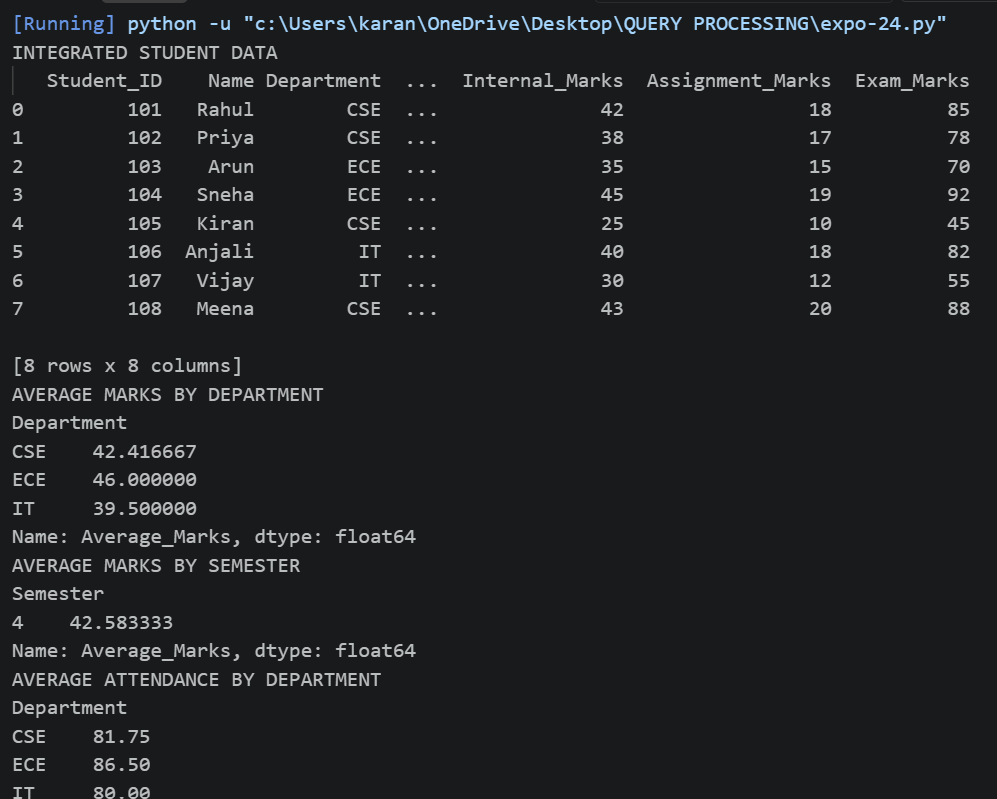 [Running] python -u "c:\Users\karan\OneDrive\Desktop\QUERY PROCESSING\expo-24.py"
INTEGRATED STUDENT DATA
   Student_ID    Name Department  ...  Internal_Marks  Assignment_Marks  Exam_Marks
0         101   Rahul        CSE  ...              42                18          85
1         102   Priya        CSE  ...              38                17          78
2         103    Arun        ECE  ...              35                15          70
3         104   Sneha        ECE  ...              45                19          92
4         105   Kiran        CSE  ...              25                10          45
5         106  Anjali         IT  ...              40                18          82
6         107   Vijay         IT  ...              30                12          55
7         108   Meena        CSE  ...              43                20          88
[8 rows x 8 columns]
AVERAGE MARKS BY DEPARTMENT
Department
CSE    42.416667
ECE    46.000000
IT     39.500000
Name: Average_Marks, dtype: float64
AVERAGE MARKS BY SEMESTER
Semester
4    42.583333
Name: Average_Marks, dtype: float64
AVERAGE ATTENDANCE BY DEPARTMENT
Department
CSE    81.75
ECE    86.50
IT     80.00